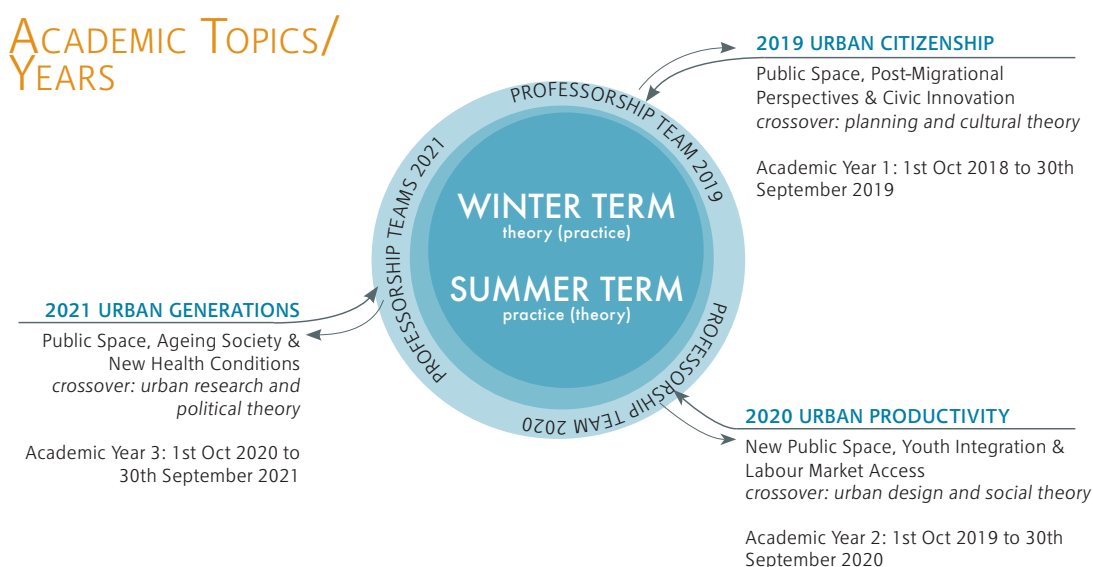 ACADEMIC TOPICS/
YEARS
2019 URBAN CITIZENSHIP
Public Space, Post-Migrational
Perspectives & Civic Innovation
crossover: planning and cultural theory
Academic Year 1: 1st Oct 2018 to 30th
September 2019
PROFESSORSHIP TEAM 2019
PROFESSORSHIP TEAMS 2021
WINTER TERM
theory (practice)
SUMMER TERM
practice (theory)
PROFESSORSHIP TEAM 2020
2021 URBAN GENERATIONS
Public Space, Ageing Society &
New Health Conditions
crossover: urban research and
political theory
Academic Year 3: 1st Oct 2020 to
30th September 2021
2020 URBAN PRODUCTIVITY
New Public Space, Youth Integration &
Labour Market Access
crossover: urban design and social theory
Academic Year 2: 1st Oct 2019 to 30th
September 2020